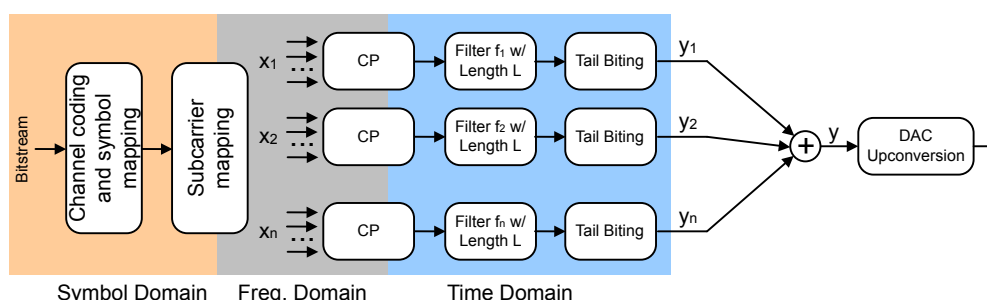 Bitstream
Channel coding
and symbol
mapping
Subcarrier
mapping
x1
...
CP
Filter f1 w/
Length L
Tail Biting
y1
x2
...
CP
Filter f2 w/
Length L
Tail Biting
y2
xn
...
CP
Filter fn w/
Length L
Tail Biting
yn
+
y
DAC
Upconversion
Symbol Domain
Freq. Domain
Time Domain